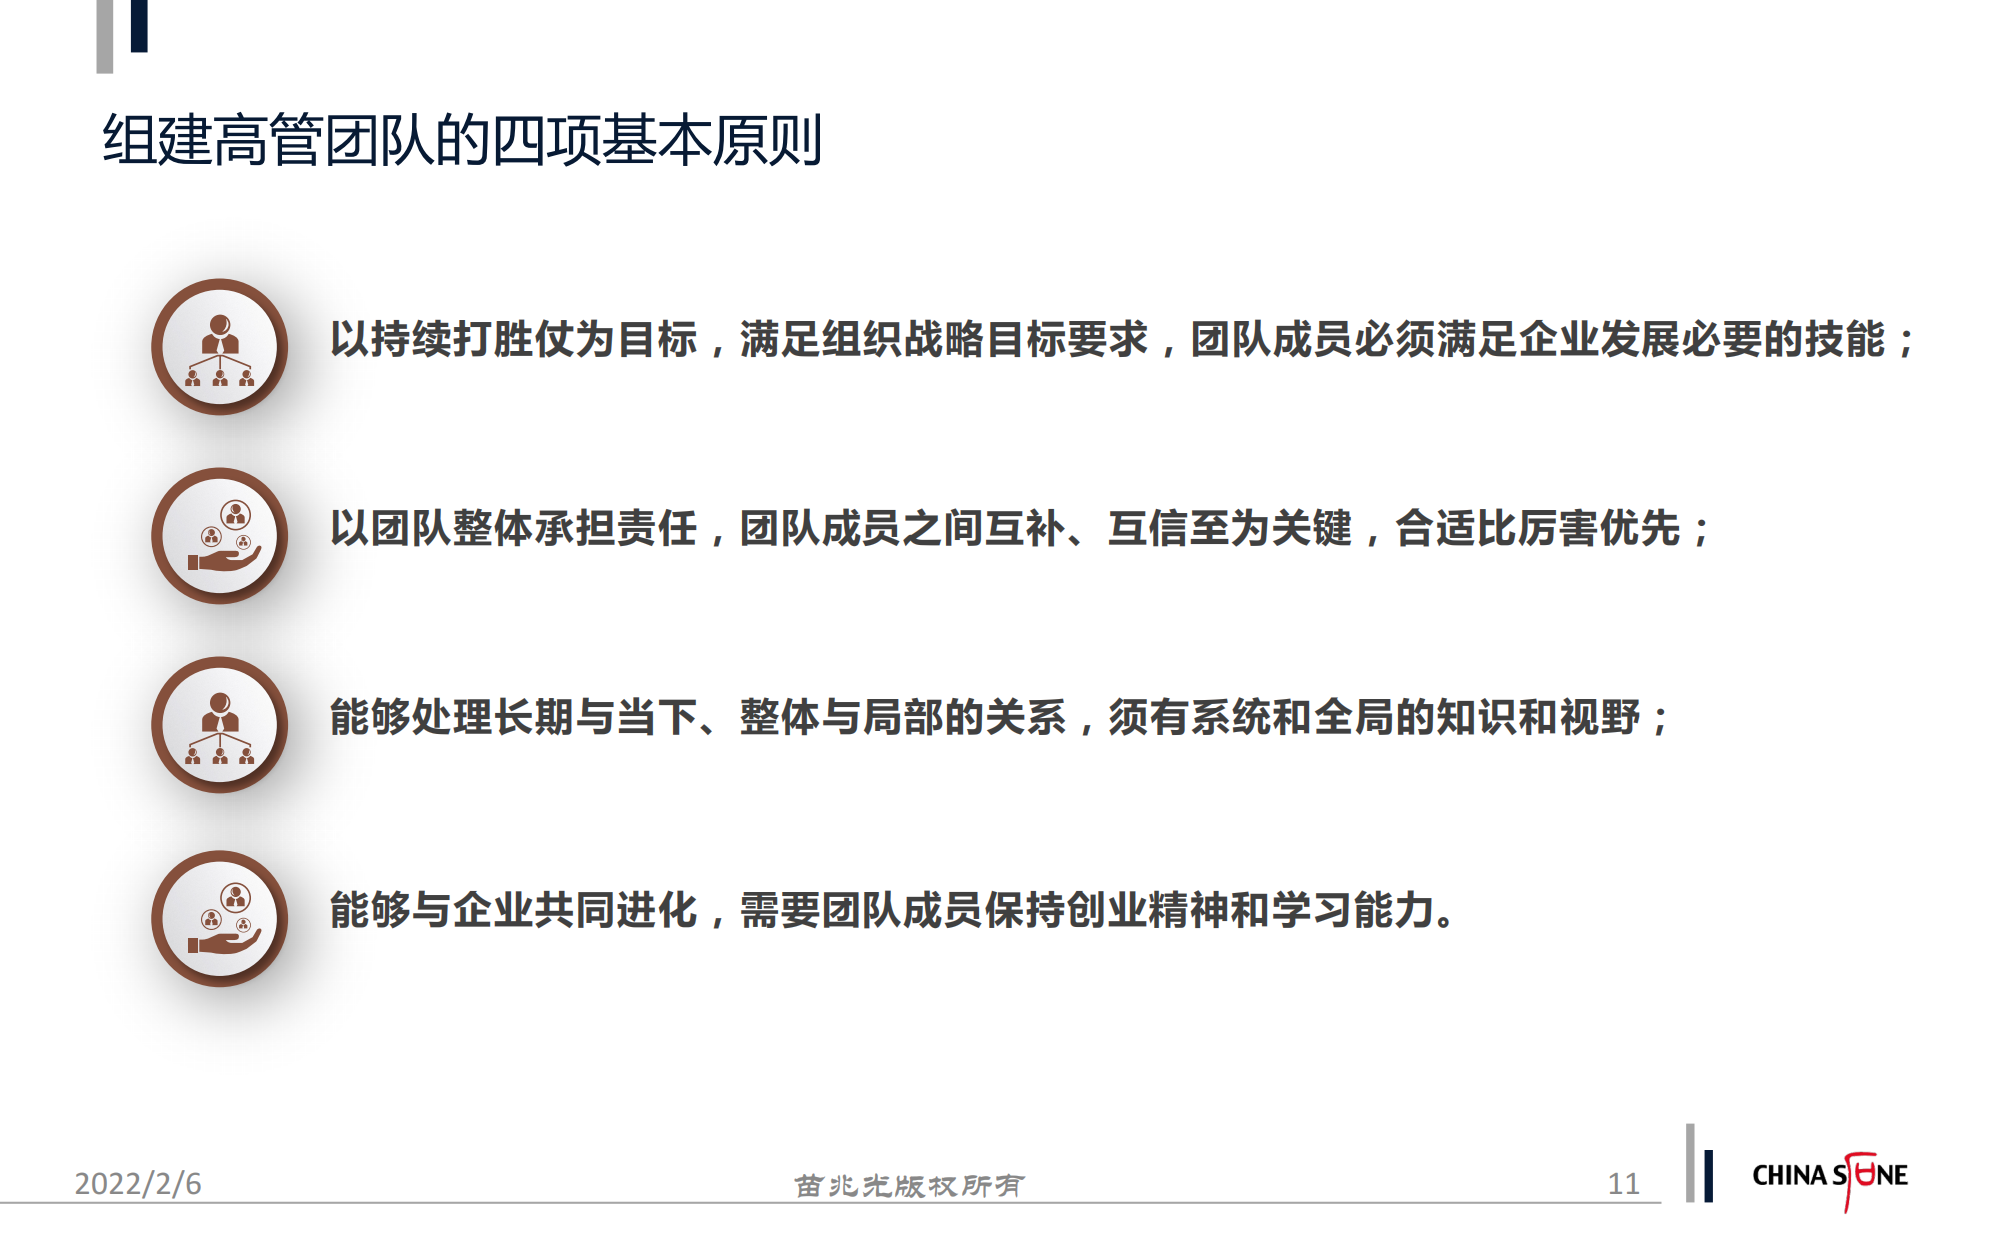 组建高管团队的四项基本原则
以持续打胜仗为目标，满足组织战略目标要求，团队成员必须满足企业发展必要的技能；
以团队整体承担责任，团队成员之间互补、互信至为关键，合适比厉害优先；
能够处理长期与当下、整体与局部的关系，须有系统和全局的知识和视野；
能够与企业共同进化，需要团队成员保持创业精神和学习能力。
2022/2/6
苗兆光版权所有
11
CHINA STONE